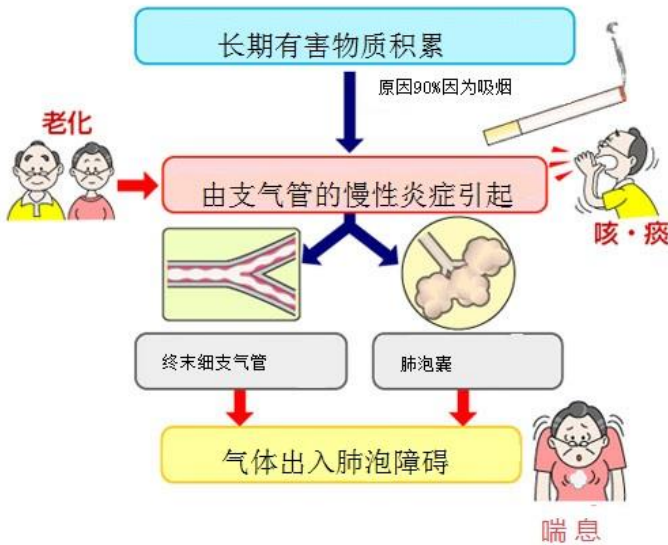 长期有害物质积累
原因90%因为吸烟
老化
由支气管的慢性炎症引起
咳・痰
终末细支气管
肺泡囊
气体出入肺泡障碍
喘息